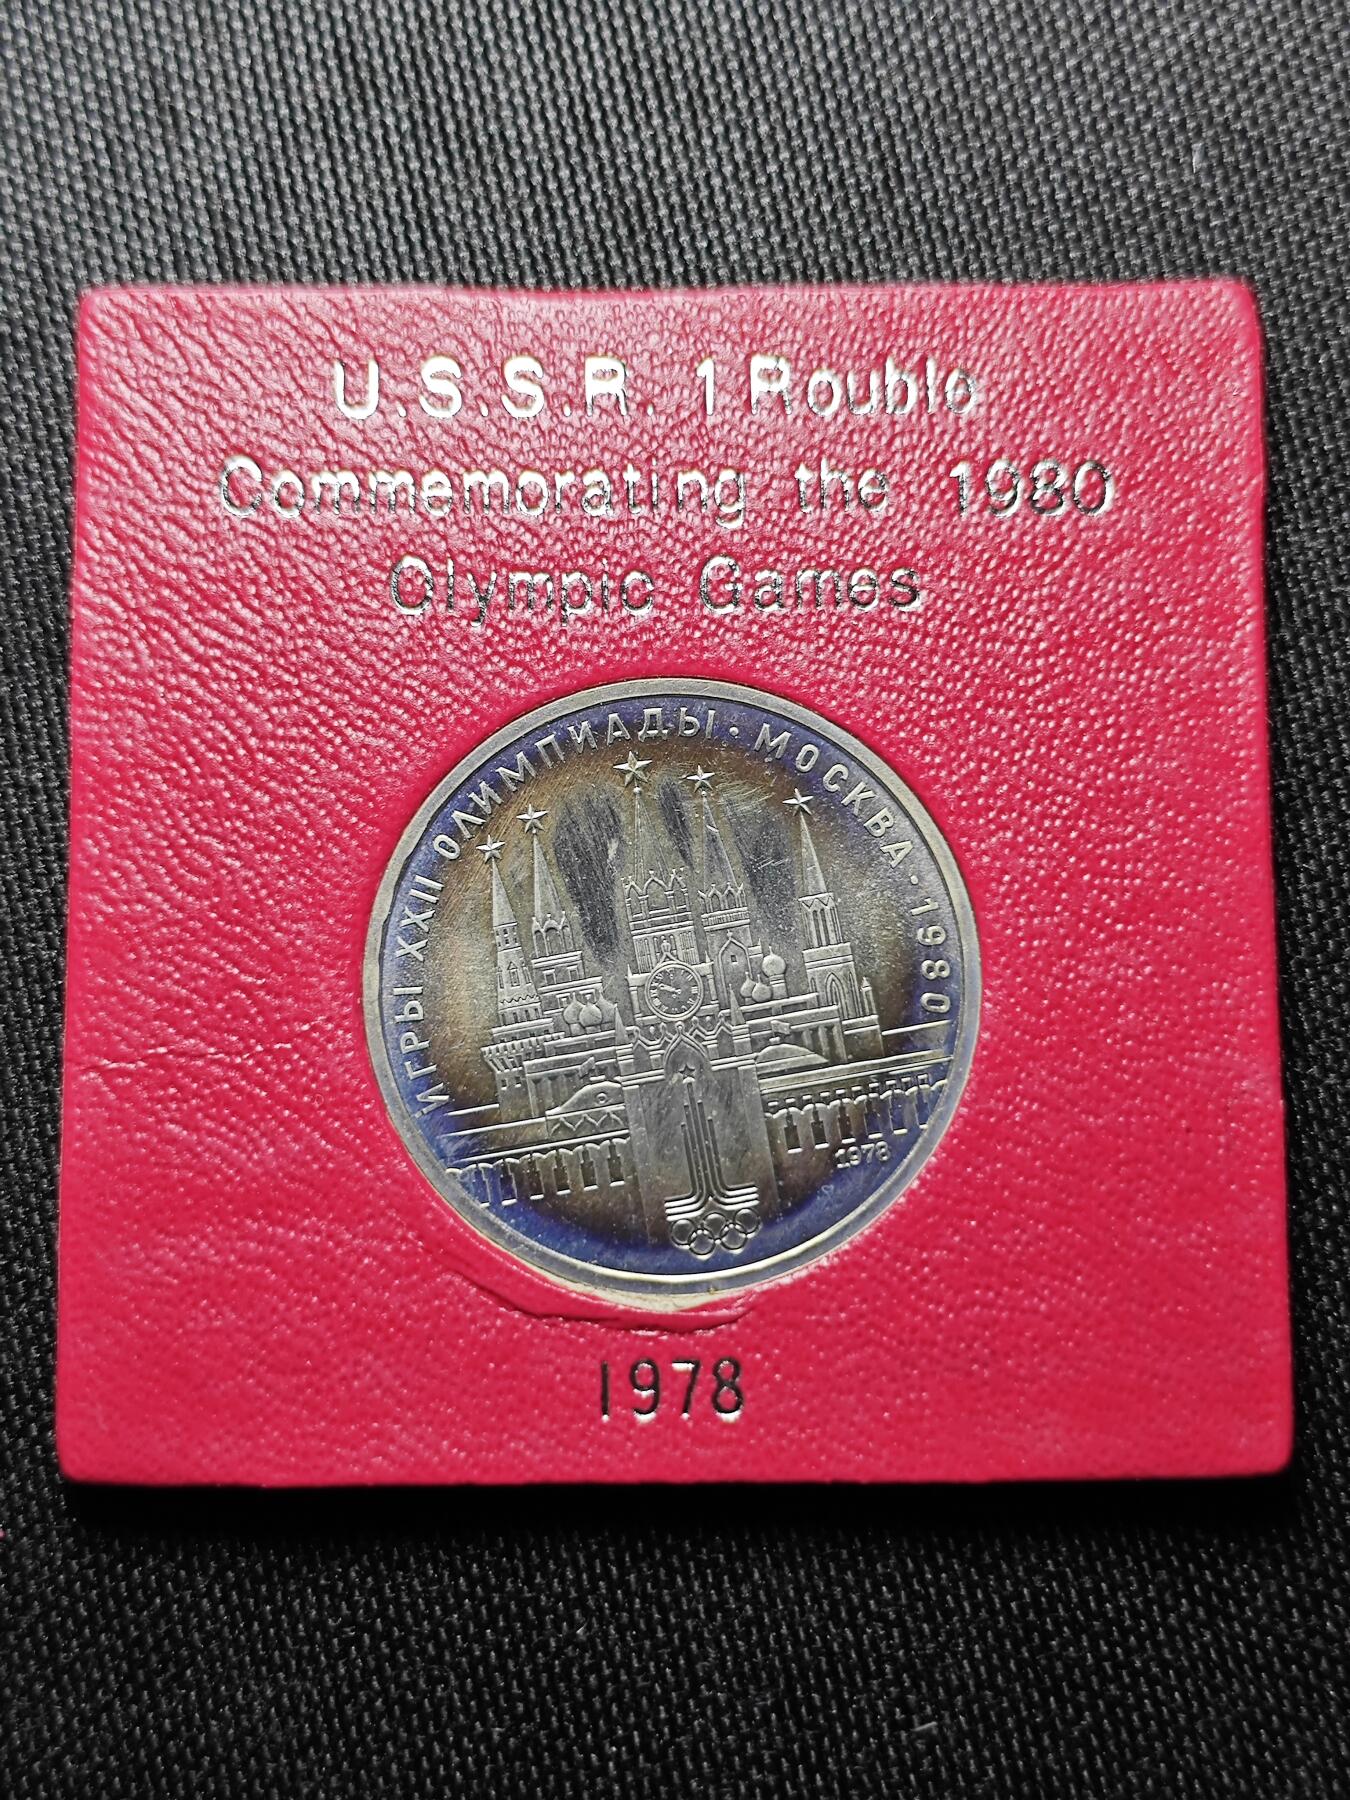 U.S.S.R. 1 Rouble
Commemorating the 1980
Olympic Games
ИГРЫ XXII ОЛИМПИАДЫ · МОСКВА · 1980
1978
1978